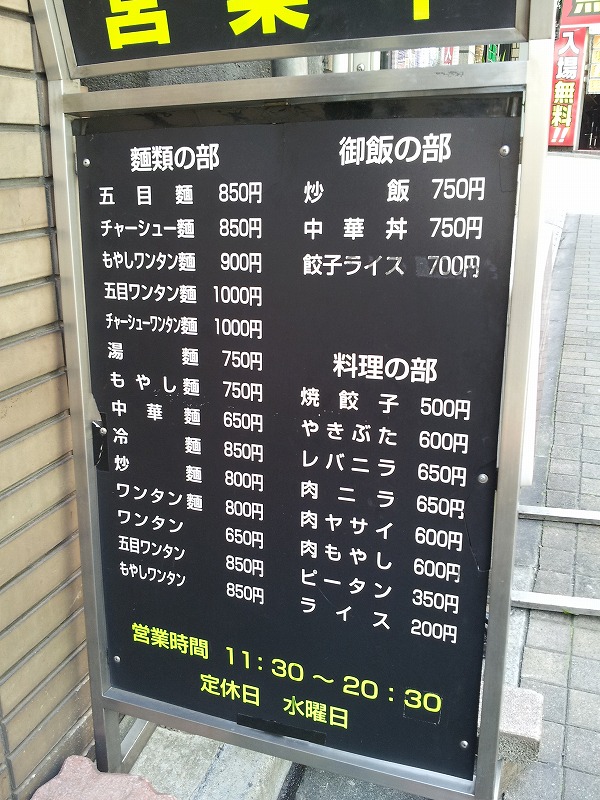 営業中
入場無料!!
麺類の部
五目麺 850円
チャーシュー麺 850円
もやしワンタン麺 900円
五目ワンタン麺 1000円
チャーシューワンタン麺 1000円
湯麺 750円
もやし麺 750円
中華麺 650円
冷麺 850円
炒麺 800円
ワンタン麺 800円
ワンタン 650円
五目ワンタン 850円
もやしワンタン 850円
御飯の部
炒飯 750円
中華丼 750円
餃子ライス 700円
料理の部
焼餃子 500円
やきぶた 600円
レバニラ 650円
肉ニラ 650円
肉ヤサイ 600円
肉もやし 600円
ピータン 350円
ライス 200円
営業時間 11:30～20:30
定休日 水曜日